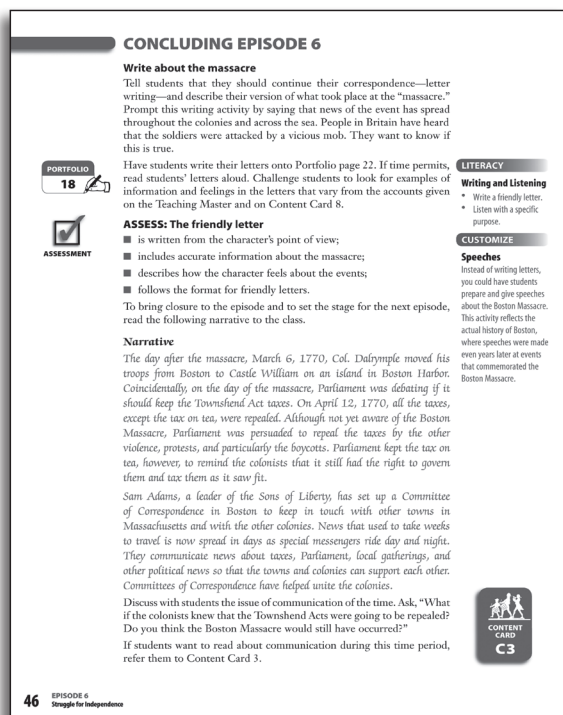 CONCLUDING EPISODE 6
Write about the massacre
Tell students that they should continue their correspondence—letter
writing—and describe their version of what took place at the “massacre.”
Prompt this writing activity by saying that news of the event has spread
throughout the colonies and across the sea. People in Britain have heard
that the soldiers were attacked by a vicious mob. They want to know if
this is true.
PORTFOLIO
18
Have students write their letters onto Portfolio page 22. If time permits,
read students’ letters aloud. Challenge students to look for examples of
information and feelings in the letters that vary from the accounts given
on the Teaching Master and on Content Card 8.
ASSESSMENT
ASSESS: The friendly letter
■ is written from the character’s point of view;
■ includes accurate information about the massacre;
■ describes how the character feels about the events;
■ follows the format for friendly letters.
To bring closure to the episode and to set the stage for the next episode,
read the following narrative to the class.
Narrative
The day after the massacre, March 6, 1770, Col. Dalrymple moved his
troops from Boston to Castle William on an island in Boston Harbor.
Coincidentally, on the day of the massacre, Parliament was debating if it
should keep the Townshend Act taxes. On April 12, 1770, all the taxes,
except the tax on tea, were repealed. Although not yet aware of the Boston
Massacre, Parliament was persuaded to repeal the taxes by the other
violence, protests, and particularly the boycotts. Parliament kept the tax on
tea, however, to remind the colonists that it still had the right to govern
them and tax them as it saw fit.
Sam Adams, a leader of the Sons of Liberty, has set up a Committee
of Correspondence in Boston to keep in touch with other towns in
Massachusetts and with the other colonies. News that used to take weeks
to travel is now spread in days as special messengers ride day and night.
They communicate news about taxes, Parliament, local gatherings, and
other political news so that the towns and colonies can support each other.
Committees of Correspondence have helped unite the colonies.
Discuss with students the issue of communication of the time. Ask, “What
if the colonists knew that the Townshend Acts were going to be repealed?
Do you think the Boston Massacre would still have occurred?”
If students want to read about communication during this time period,
refer them to Content Card 3.
LITERACY
Writing and Listening
* Write a friendly letter.
* Listen with a specific
purpose.
CUSTOMIZE
Speeches
Instead of writing letters,
you could have students
prepare and give speeches
about the Boston Massacre.
This activity reflects the
actual history of Boston,
where speeches were made
even years later at events
that commemorated the
Boston Massacre.
CONTENT
CARD
C3
46 EPISODE 6
Struggle for Independence